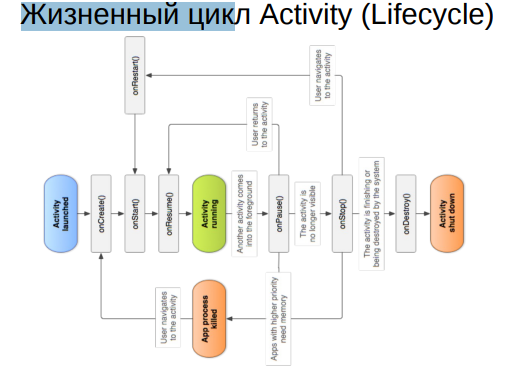 Жизненный цикл Activity (Lifecycle)
onRestart()
User navigates
to the activity
User returns
to the activity
Activity
launched
onCreate()
onStart()
onResume()
Activity
running
Another activity comes
into the foreground
onPause()
The activity is
no longer visible
onStop()
The activity is finishing or
being destroyed by the system
onDestroy()
Activity
shut down
User navigates
to the activity
App process
killed
Apps with higher priority
need memory